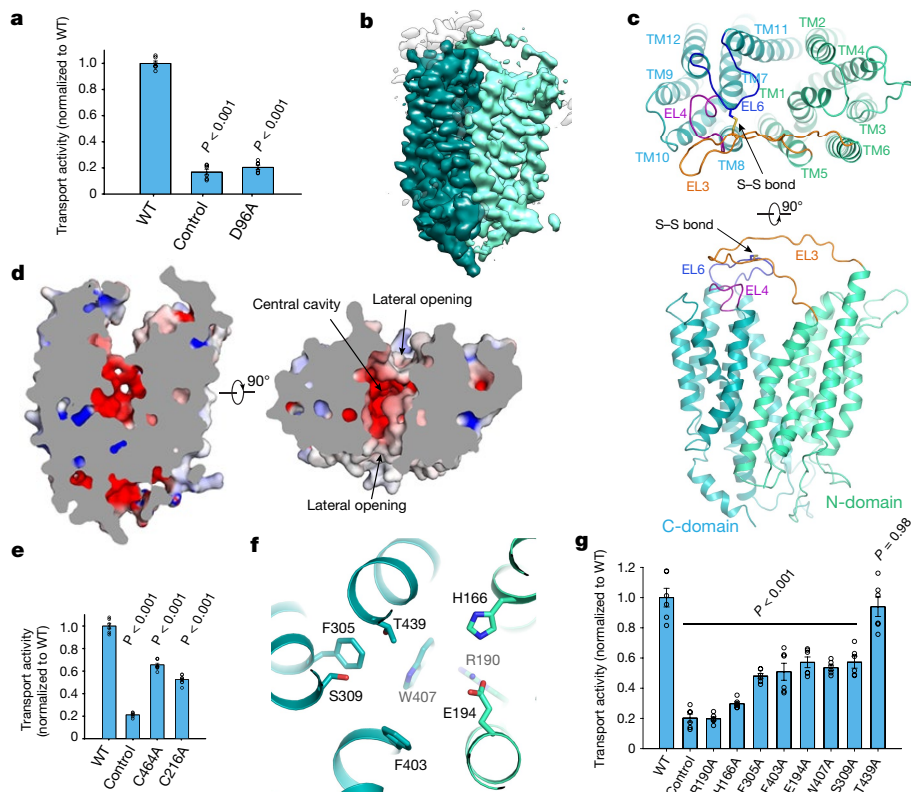 a
Transport activity (normalized to WT)
1.0
0.8
0.6
0.4
0.2
0
P < 0.001
P < 0.001
WT
Control
D96A
b
c
TM12
TM11
TM2
TM4
TM9
TM7
TM1
EL6
EL4
TM3
TM10
TM8
TM6
TM5
EL3
S–S bond
90°
S–S bond
EL3
EL6
EL4
N-domain
C-domain
d
Central cavity
Lateral opening
90°
Lateral opening
e
Transport activity
(normalized to WT)
1.0
0.8
0.6
0.4
0.2
0
P < 0.001
P < 0.001
P < 0.001
WT
Control
C464A
C216A
f
H166
T439
F305
R190
S309
W407
E194
F403
g
Transport activity (normalized to WT)
1.2
1.0
0.8
0.6
0.4
0.2
0
P < 0.001
P = 0.98
WT
Control
R190A
H166A
F305A
F403A
E194A
W407A
S309A
T439A